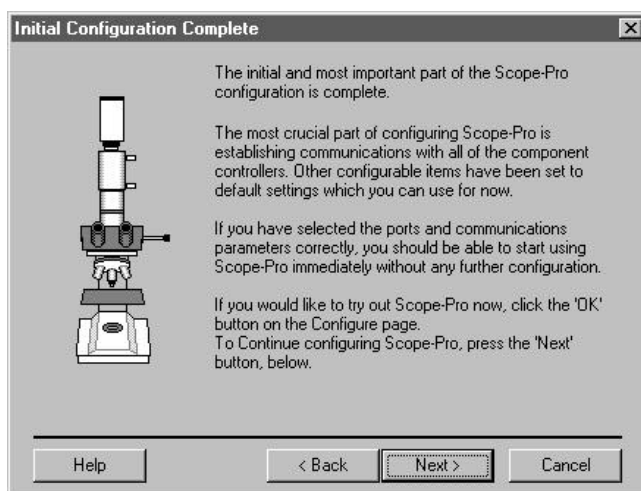 Initial Configuration Complete
The initial and most important part of the Scope-Pro
configuration is complete.
The most crucial part of configuring Scope-Pro is
establishing communications with all of the component
controllers. Other configurable items have been set to
default settings which you can use for now.
If you have selected the ports and communications
parameters correctly, you should be able to start using
Scope-Pro immediately without any further configuration.
If you would like to try out Scope-Pro now, click the 'OK'
button on the Configure page.
To Continue configuring Scope-Pro, press the 'Next'
button, below.
Help
< Back
Next >
Cancel